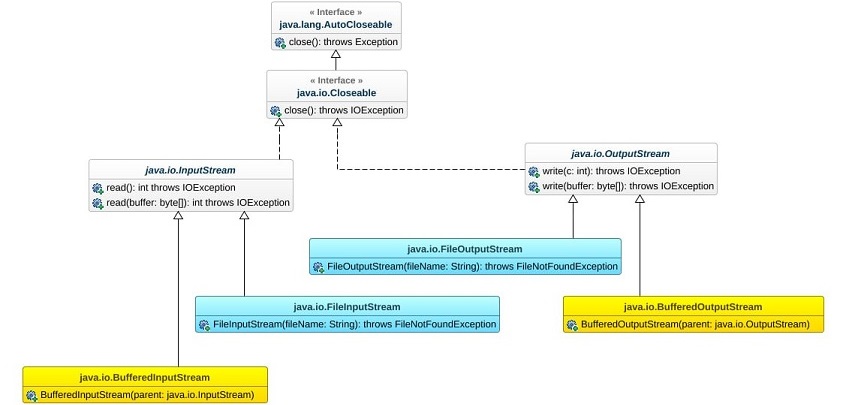 « Interface »
java.lang.AutoCloseable
close(): throws Exception
« Interface »
java.io.Closeable
close(): throws IOException
java.io.InputStream
read(): int throws IOException
read(buffer: byte[]): int throws IOException
java.io.OutputStream
write(c: int): throws IOException
write(buffer: byte[]): throws IOException
java.io.FileOutputStream
FileOutputStream(fileName: String): throws FileNotFoundException
java.io.FileInputStream
FileInputStream(fileName: String): throws FileNotFoundException
java.io.BufferedOutputStream
BufferedOutputStream(parent: java.io.OutputStream)
java.io.BufferedInputStream
BufferedInputStream(parent: java.io.InputStream)